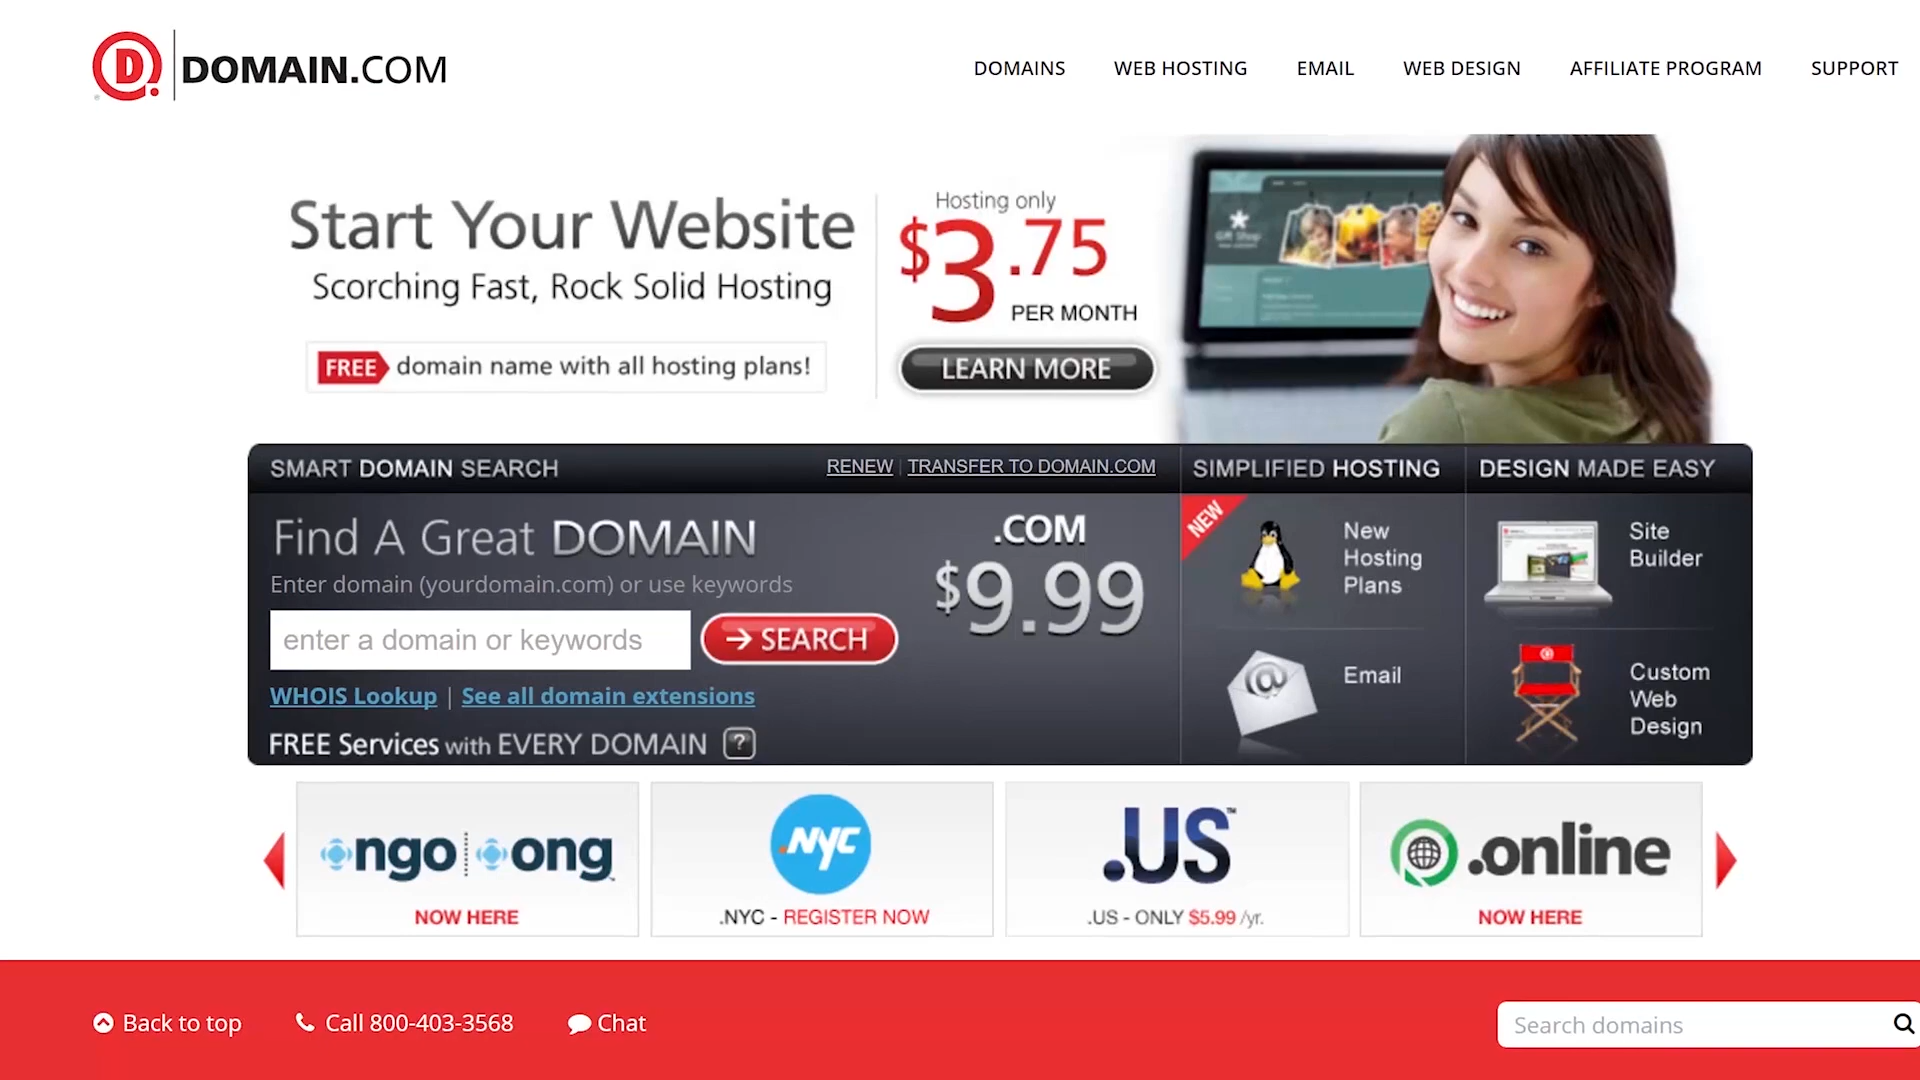 DOMAIN.COM
DOMAINS
WEB HOSTING
EMAIL
WEB DESIGN
AFFILIATE PROGRAM
SUPPORT
Start Your Website
Scorching Fast, Rock Solid Hosting
FREE domain name with all hosting plans!
Hosting only
$3.75
PER MONTH
LEARN MORE
Gift Shop
SMART DOMAIN SEARCH
RENEW | TRANSFER TO DOMAIN.COM
Find A Great DOMAIN
Enter domain (yourdomain.com) or use keywords
enter a domain or keywords
→ SEARCH
WHOIS Lookup | See all domain extensions
FREE Services with EVERY DOMAIN ?
.COM
$9.99
SIMPLIFIED HOSTING
NEW
New
Hosting
Plans
@
Email
DESIGN MADE EASY
Site
Builder
Custom
Web
Design
ngo ong™
NOW HERE
.NYC
.NYC - REGISTER NOW
.US™
.US - ONLY $5.99 /yr.
.online
NOW HERE
Back to top
Call 800-403-3568
Chat
Search domains